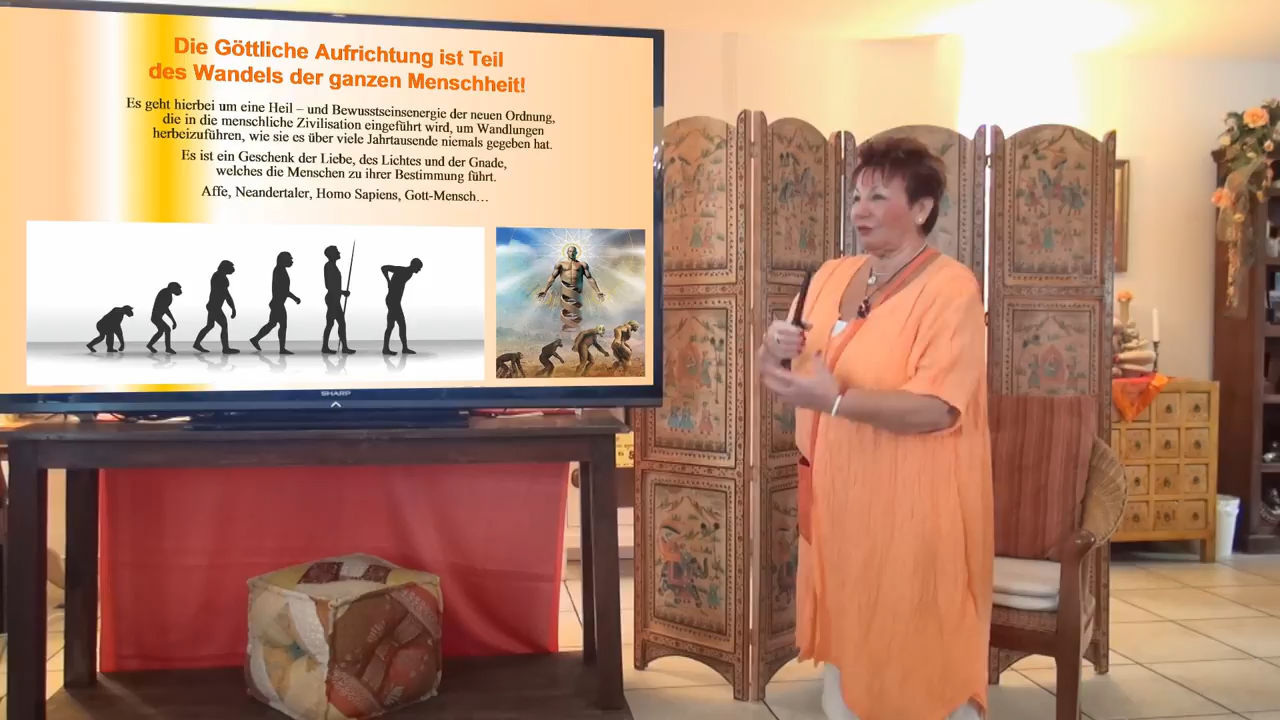 Die Göttliche Aufrichtung ist Teil
des Wandels der ganzen Menschheit!
Es geht hierbei um eine Heil – und Bewusstseinsenergie der neuen Ordnung,
die in die menschliche Zivilisation eingeführt wird, um Wandlungen
herbeizuführen, wie sie es über viele Jahrtausende niemals gegeben hat.
Es ist ein Geschenk der Liebe, des Lichtes und der Gnade,
welches die Menschen zu ihrer Bestimmung führt.
Affe, Neandertaler, Homo Sapiens, Gott-Mensch…
SHARP